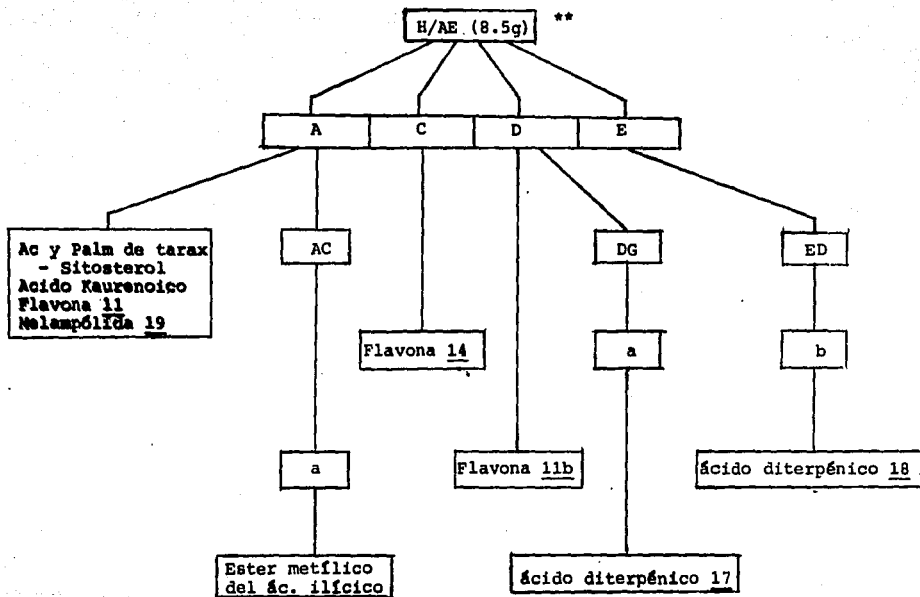 H/AE (8.5g) **
A C D E
Ac y Palm de tarax
- Sitosterol
Acido Kaurenoico
Flavona 11
Melampólida 19
AC
DG
ED
Flavona 14
a
b
a
Flavona 11b
ácido diterpénico 18
Ester metílico
del ác. ilícico
ácido diterpénico 17